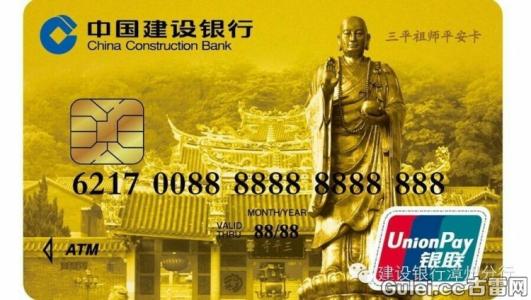 中国建设银行
China Construction Bank
三平祖师平安卡
6217 0088 8888 8888 888
MONTH/YEAR
VALID
THRU
88/88
ATM
UnionPay
银联
建设银行漳州分行
Gulei.cc古雷网